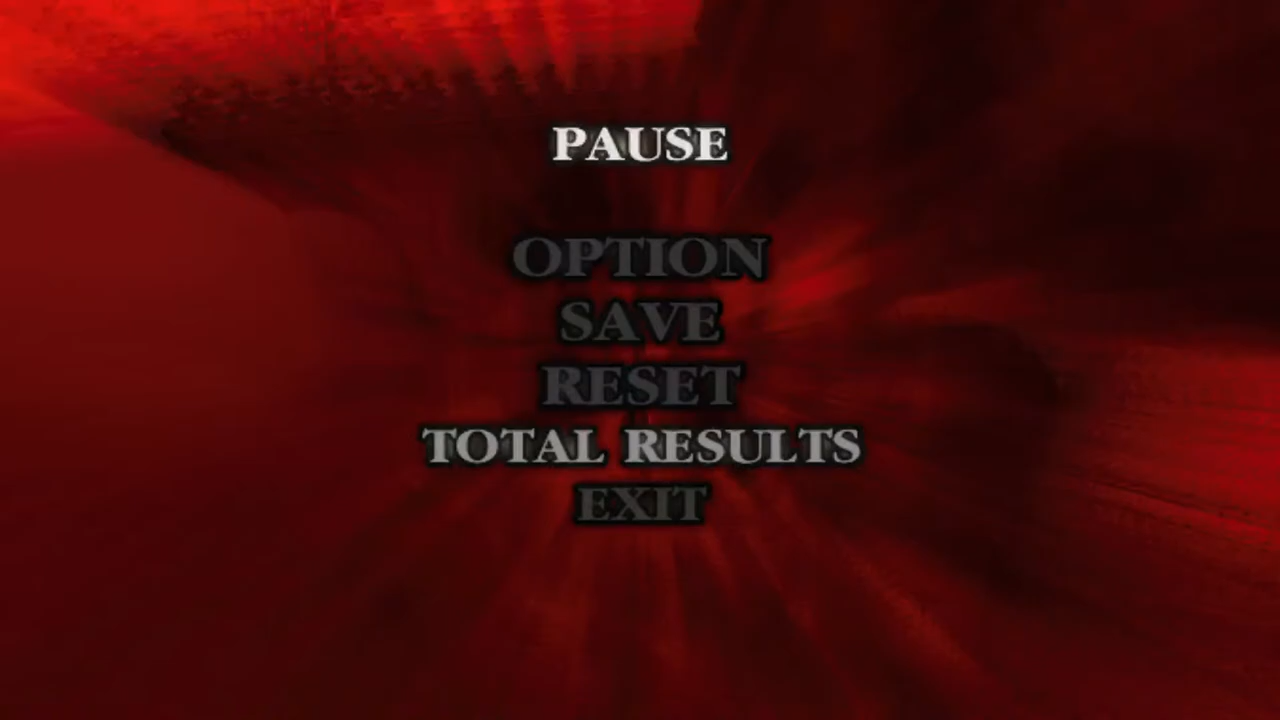 PAUSE
OPTION
SAVE
RESET
TOTAL RESULTS
EXIT